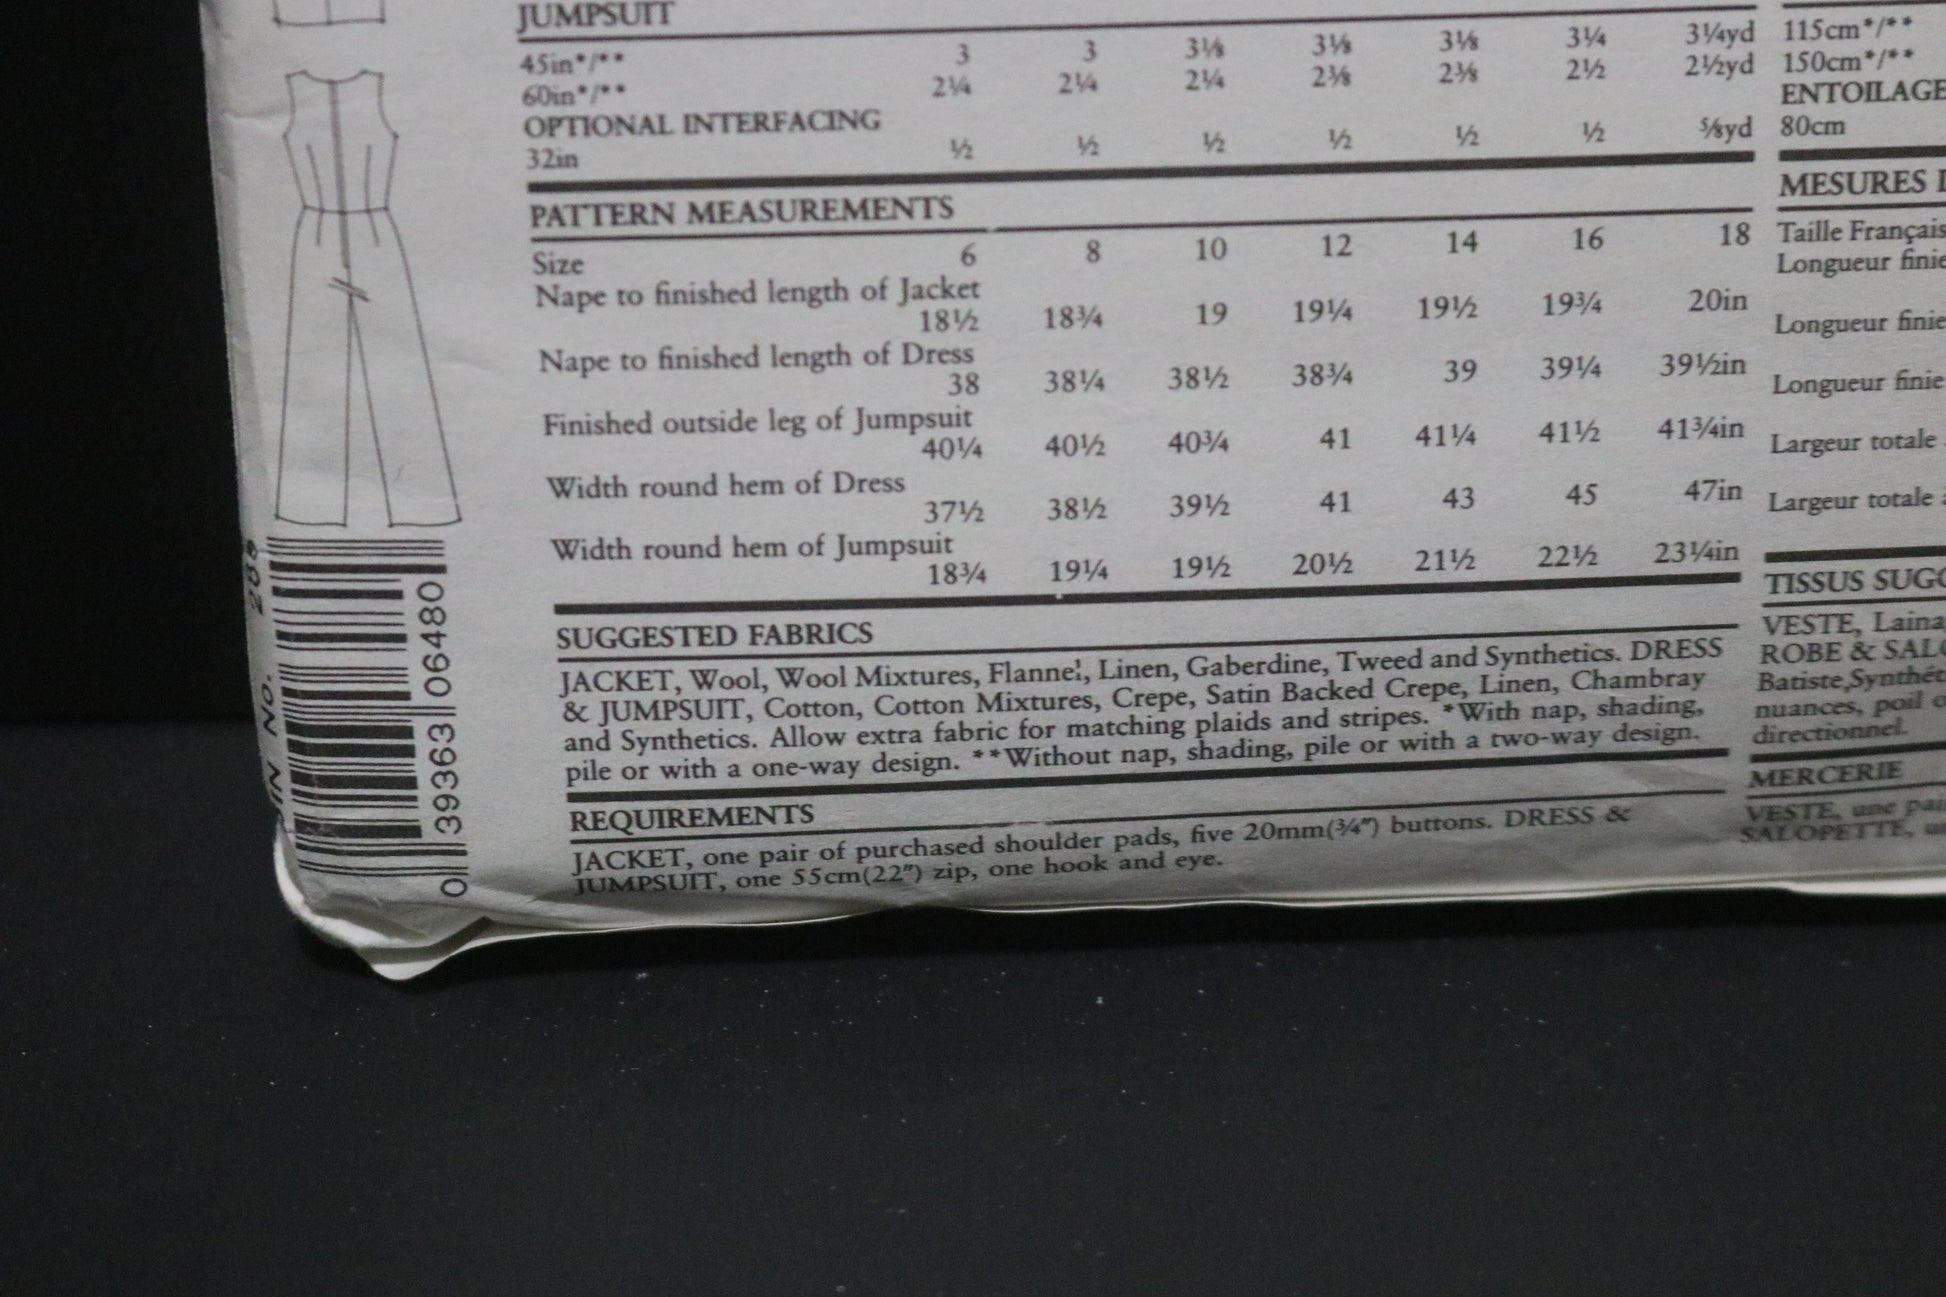 JUMPSUIT
45in*/** 3 3 3⅛ 3⅛ 3⅛ 3¼ 3¼yd
60in*/** 2¼ 2¼ 2¼ 2⅜ 2⅜ 2½ 2½yd
OPTIONAL INTERFACING
32in ½ ½ ½ ½ ½ ½ ⅝yd
PATTERN MEASUREMENTS
Size 6 8 10 12 14 16 18
Nape to finished length of Jacket
18½ 18¾ 19 19¼ 19½ 19¾ 20in
Nape to finished length of Dress
38 38¼ 38½ 38¾ 39 39¼ 39½in
Finished outside leg of Jumpsuit
40¼ 40½ 40¾ 41 41¼ 41½ 41¾in
Width round hem of Dress
37½ 38½ 39½ 41 43 45 47in
Width round hem of Jumpsuit
18¾ 19¼ 19½ 20½ 21½ 22½ 23¼in
SUGGESTED FABRICS
JACKET, Wool, Wool Mixtures, Flannel, Linen, Gaberdine, Tweed and Synthetics. DRESS
& JUMPSUIT, Cotton, Cotton Mixtures, Crepe, Satin Backed Crepe, Linen, Chambray
and Synthetics. Allow extra fabric for matching plaids and stripes. *With nap, shading,
pile or with a one-way design. **Without nap, shading, pile or with a two-way design.
REQUIREMENTS
JACKET, one pair of purchased shoulder pads, five 20mm(¾") buttons. DRESS &
JUMPSUIT, one 55cm(22") zip, one hook and eye.
115cm*/**
150cm*/**
ENTOILAGE
80cm
MESURES
Taille Français
Longueur finie
Longueur finie
Longueur finie
Largeur totale
Largeur totale
TISSUS
VESTE,
ROBE &
Batiste,
nuances, poil
directionnel.
MERCERIE
VESTE, une
SALOPETTE,
NO.
0 39363 06480